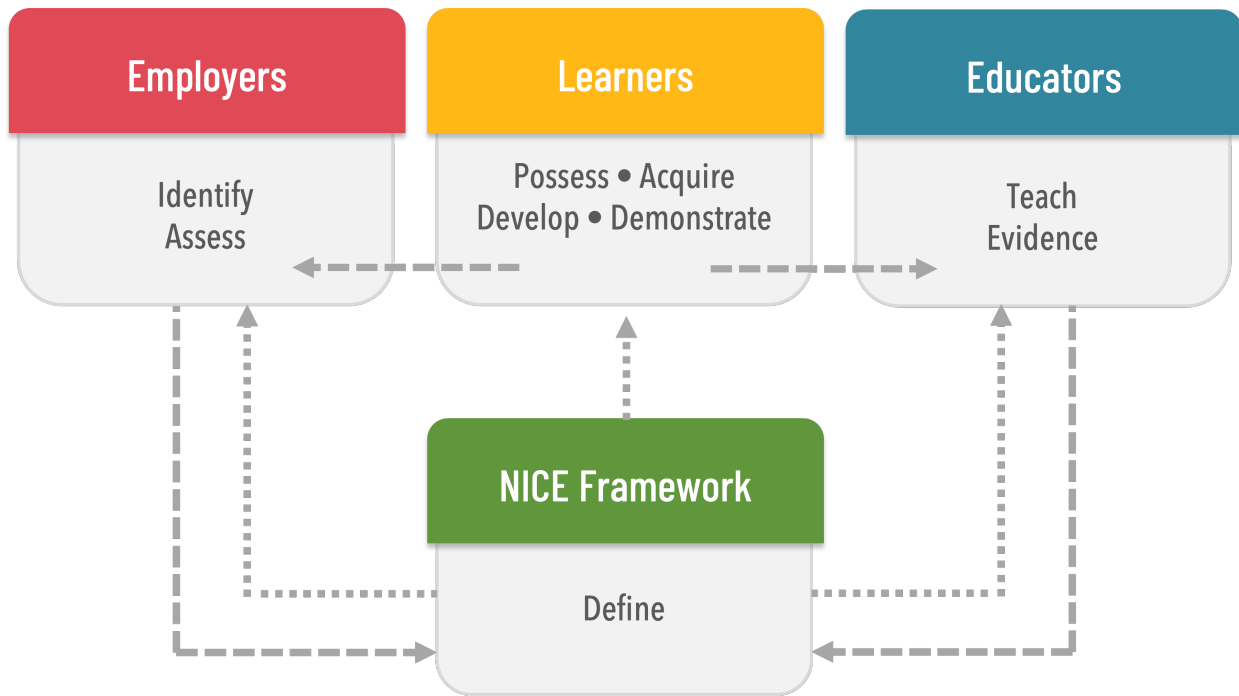 Employers
Identify
Assess
Learners
Possess • Acquire
Develop • Demonstrate
Educators
Teach
Evidence
NICE Framework
Define